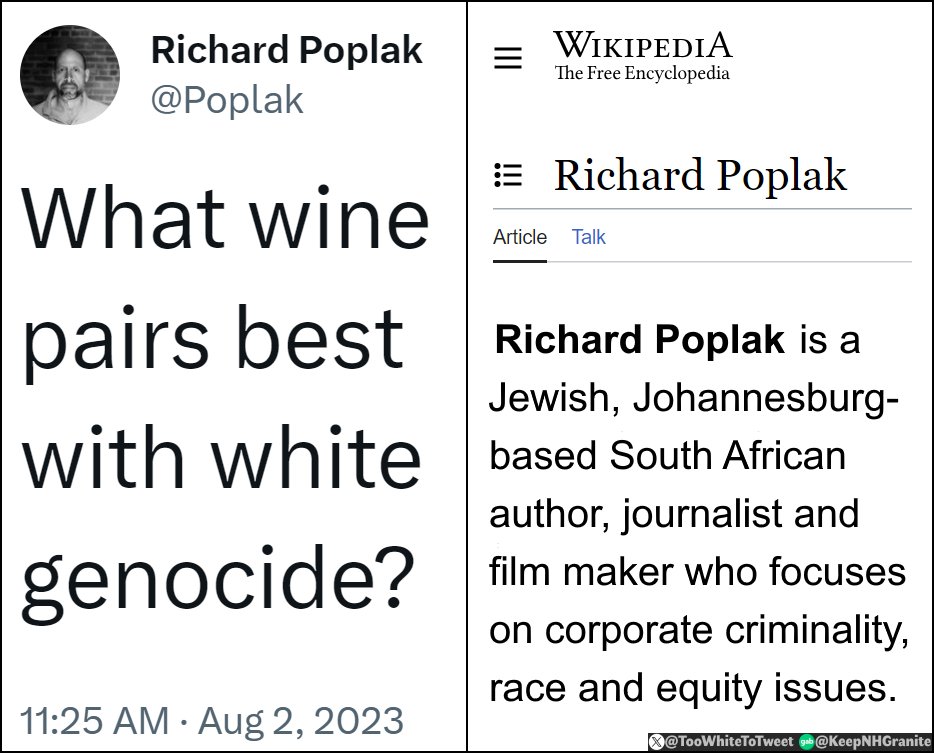 Richard Poplak
@Poplak
What wine
pairs best
with white
genocide?
11:25 AM · Aug 2, 2023
WIKIPEDIA
The Free Encyclopedia
Richard Poplak
Article Talk
Richard Poplak is a
Jewish, Johannesburg-
based South African
author, journalist and
film maker who focuses
on corporate criminality,
race and equity issues.
X @TooWhiteToTweet gab @KeepNHGranite